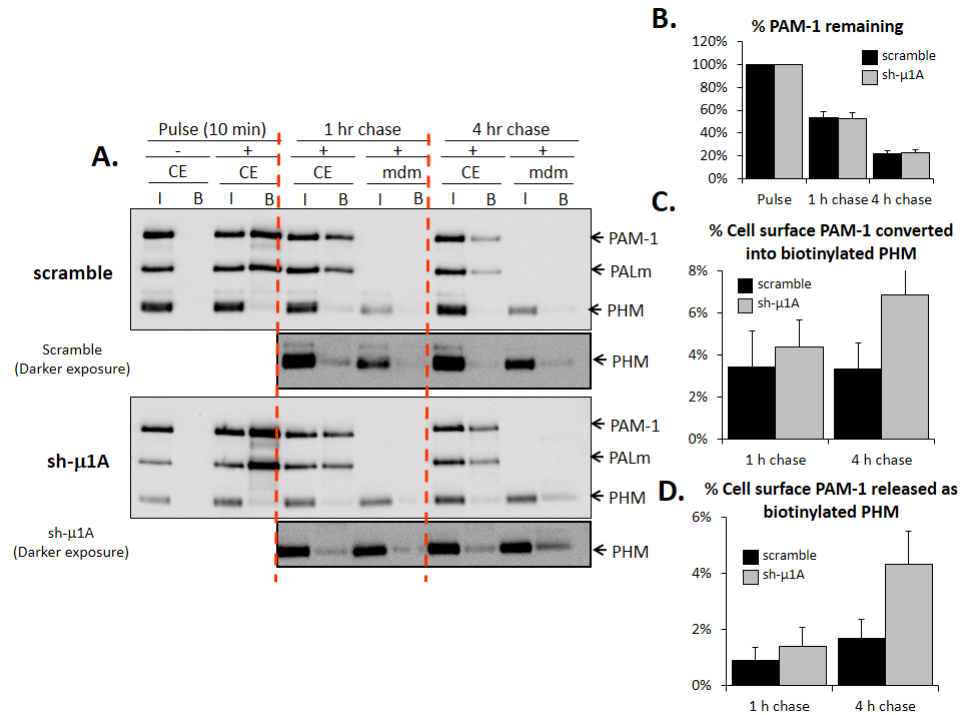 A.
Pulse (10 min) 1 hr chase 4 hr chase
- + + + + +
CE CE CE mdm CE mdm
I B I B I B I B I B I B
scramble
PAM-1
PALm
PHM
Scramble
(Darker exposure)
PHM
sh-μ1A
PAM-1
PALm
PHM
sh-μ1A
(Darker exposure)
PHM
B.
% PAM-1 remaining
120%
100%
80%
60%
40%
20%
0%
scramble
sh-μ1A
Pulse 1 h chase 4 h chase
C.
% Cell surface PAM-1 converted
into biotinylated PHM
8%
6%
4%
2%
0%
scramble
sh-μ1A
1 h chase 4 h chase
D.
% Cell surface PAM-1 released as
biotinylated PHM
6%
4%
2%
0%
scramble
sh-μ1A
1 h chase 4 h chase